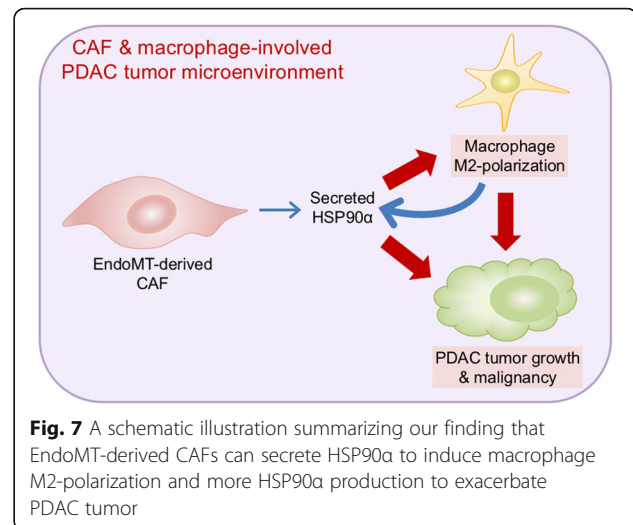 CAF & macrophage-involved
PDAC tumor microenvironment
Macrophage
M2-polarization
Secreted
HSP90α
EndoMT-derived
CAF
PDAC tumor growth
& malignancy
Fig. 7 A schematic illustration summarizing our finding that
EndoMT-derived CAFs can secrete HSP90α to induce macrophage
M2-polarization and more HSP90α production to exacerbate
PDAC tumor